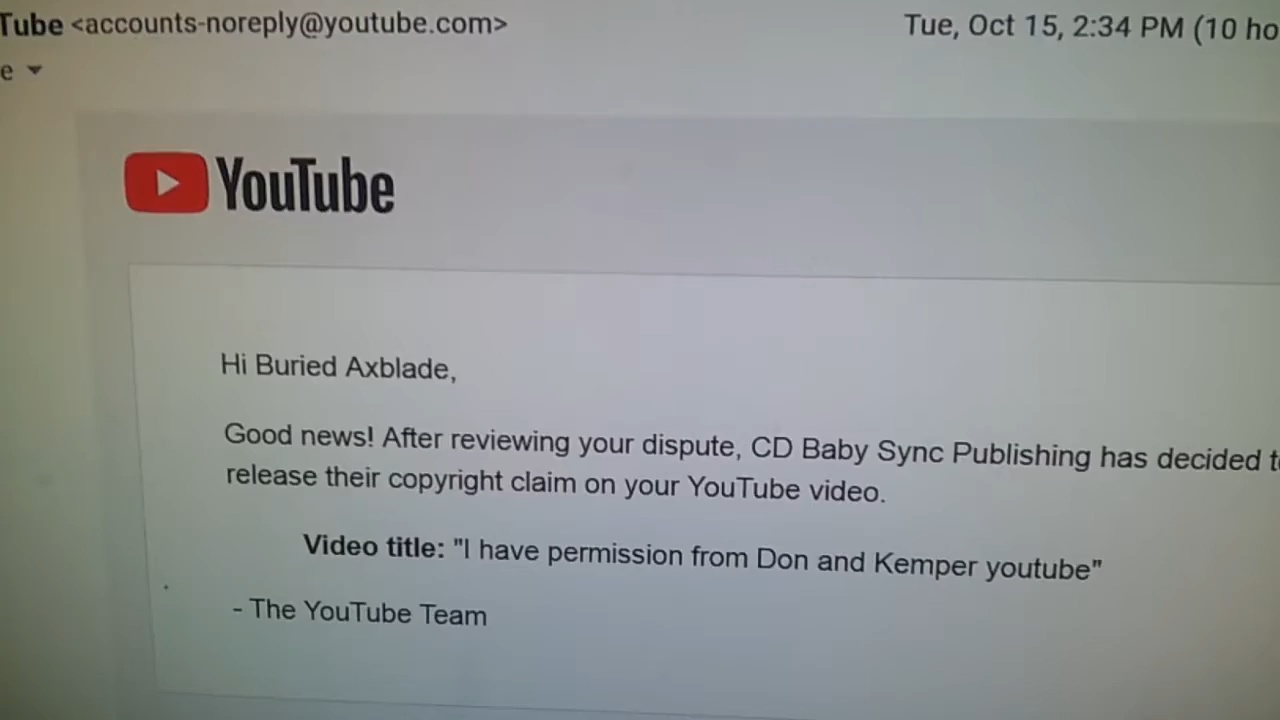 Tube <accounts-noreply@youtube.com> Tue, Oct 15, 2:34 PM (10 ho
e
YouTube
Hi Buried Axblade,
Good news! After reviewing your dispute, CD Baby Sync Publishing has decided t
release their copyright claim on your YouTube video.
Video title: "I have permission from Don and Kemper youtube"
- The YouTube Team